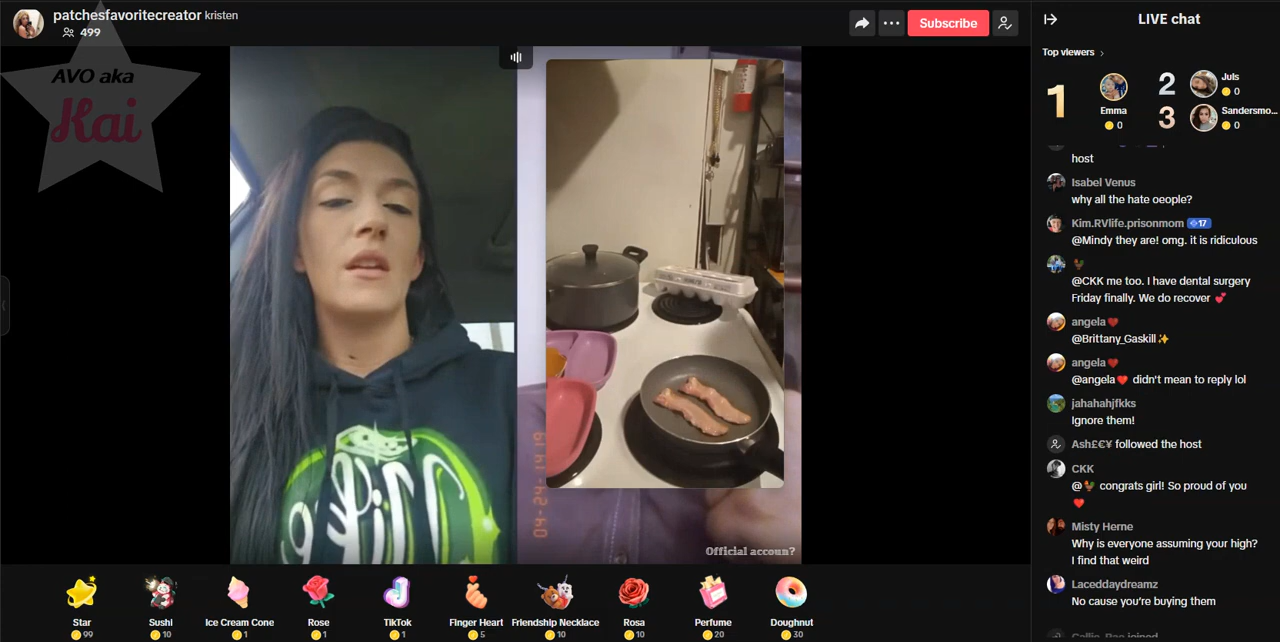 patchesfavoritecreator kristen
499
AVO aka
Kai
Subscribe
Nike
04-24-14:19
Official accoun?
Star
99
Sushi
10
Ice Cream Cone
1
Rose
1
TikTok
1
Finger Heart
5
Friendship Necklace
10
Rosa
10
Perfume
20
Doughnut
30
LIVE chat
Top viewers
1
Emma
0
2
Juls
0
3
Sandersmo...
0
host
Isabel Venus
why all the hate oeople?
Kim.RVlife.prisonmom 17
@Mindy they are! omg. it is ridiculous
@CKK me too. I have dental surgery
Friday finally. We do recover 💕
angela♥️
@Brittany_Gaskill✨
angela♥️
@angela♥️ didn't mean to reply lol
jahahahjfkks
Ignore them!
Ash£€¥ followed the host
CKK
@🐓 congrats girl! So proud of you
♥️
Misty Herne
Why is everyone assuming your high?
I find that weird
Laceddaydreamz
No cause you're buying them